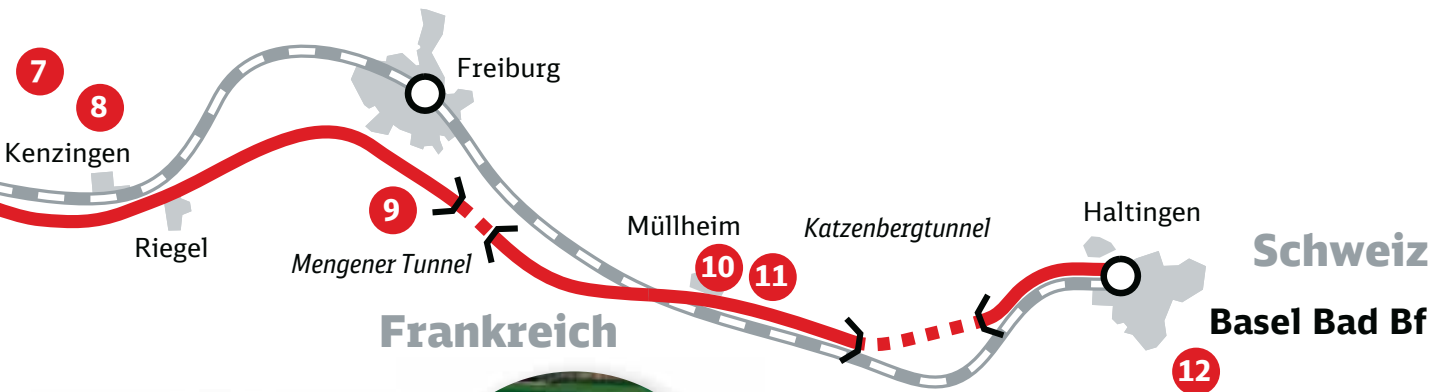 7
8
Kenzingen
Riegel
Freiburg
9
Mengener Tunnel
Frankreich
Müllheim
10
11
Katzenbergtunnel
Haltingen
Schweiz
Basel Bad Bf
12